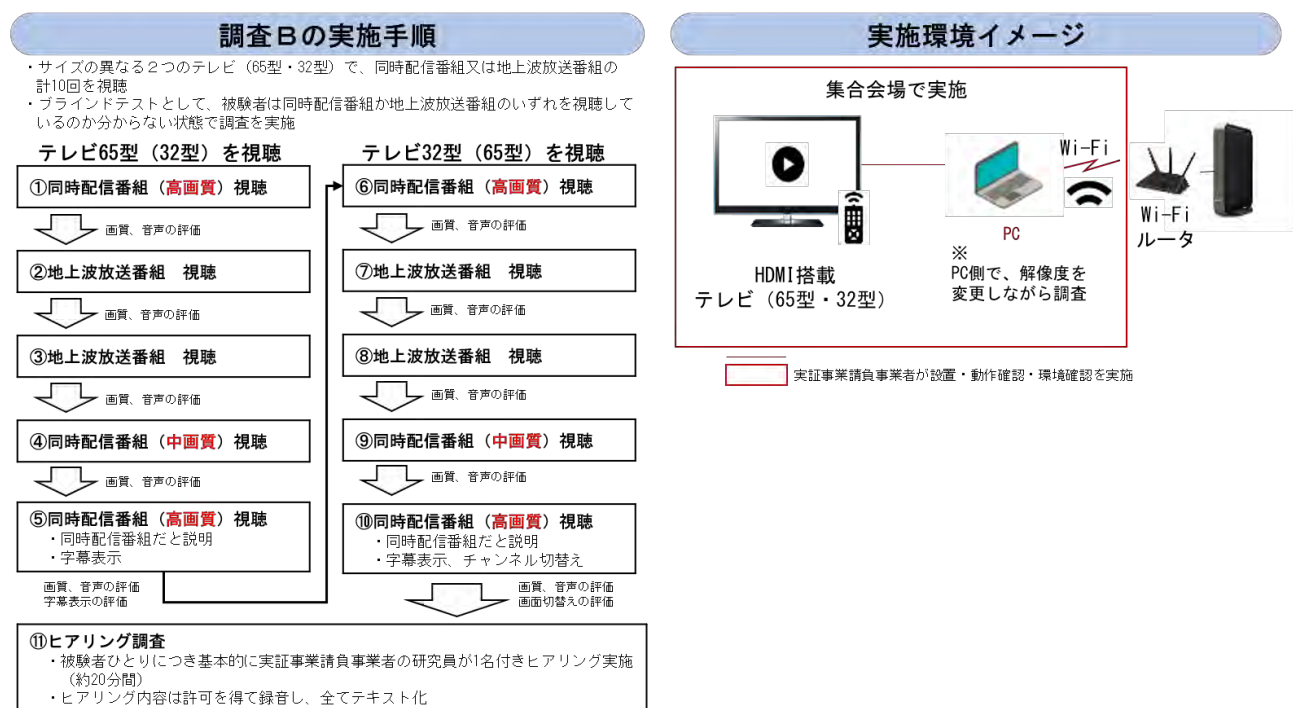 調査Bの実施手順
・サイズの異なる2つのテレビ(65型・32型)で、同時配信番組又は地上波放送番組の
計10回を視聴
・ブラインドテストとして、被験者は同時配信番組か地上波放送番組のいずれを視聴して
いるのか分からない状態で調査を実施
テレビ65型(32型)を視聴
①同時配信番組(高画質)視聴
画質、音声の評価
②地上波放送番組 視聴
画質、音声の評価
③地上波放送番組 視聴
画質、音声の評価
④同時配信番組(中画質)視聴
画質、音声の評価
⑤同時配信番組(高画質)視聴
・同時配信番組だと説明
・字幕表示
画質、音声の評価
字幕表示の評価
テレビ32型(65型)を視聴
⑥同時配信番組(高画質)視聴
画質、音声の評価
⑦地上波放送番組 視聴
画質、音声の評価
⑧地上波放送番組 視聴
画質、音声の評価
⑨同時配信番組(中画質)視聴
画質、音声の評価
⑩同時配信番組(高画質)視聴
・同時配信番組だと説明
・字幕表示、チャンネル切替え
画質、音声の評価
画面切替えの評価
⑪ヒアリング調査
・被験者ひとりにつき基本的に実証事業請負事業者の研究員が1名付きヒアリング実施
(約20分間)
・ヒアリング内容は許可を得て録音し、全てテキスト化
実施環境イメージ
集合会場で実施
HDMI搭載
テレビ(65型・32型)
PC
※
PC側で、解像度を
変更しながら調査
Wi-Fi
Wi-Fi
ルータ
実証事業請負事業者が設置・動作確認・環境確認を実施